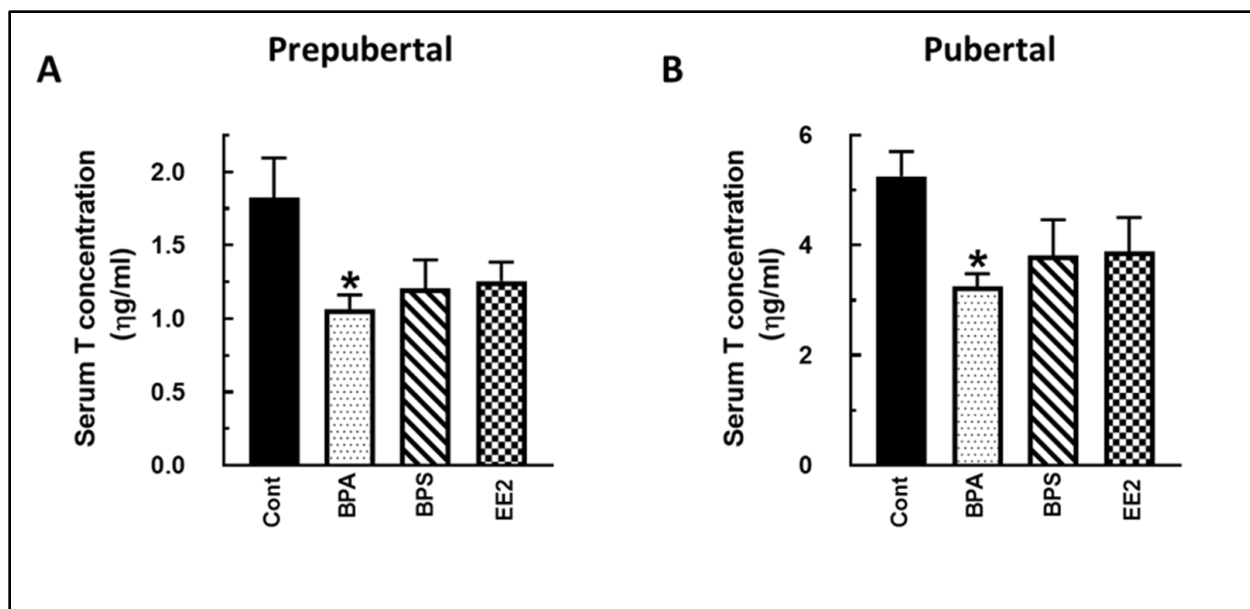 A
Prepubertal
Serum T concentration
(ηg/ml)
2.0
1.5
1.0
0.5
0.0
*
Cont
BPA
BPS
EE2
B
Pubertal
Serum T concentration
(ηg/ml)
6
4
2
0
*
Cont
BPA
BPS
EE2